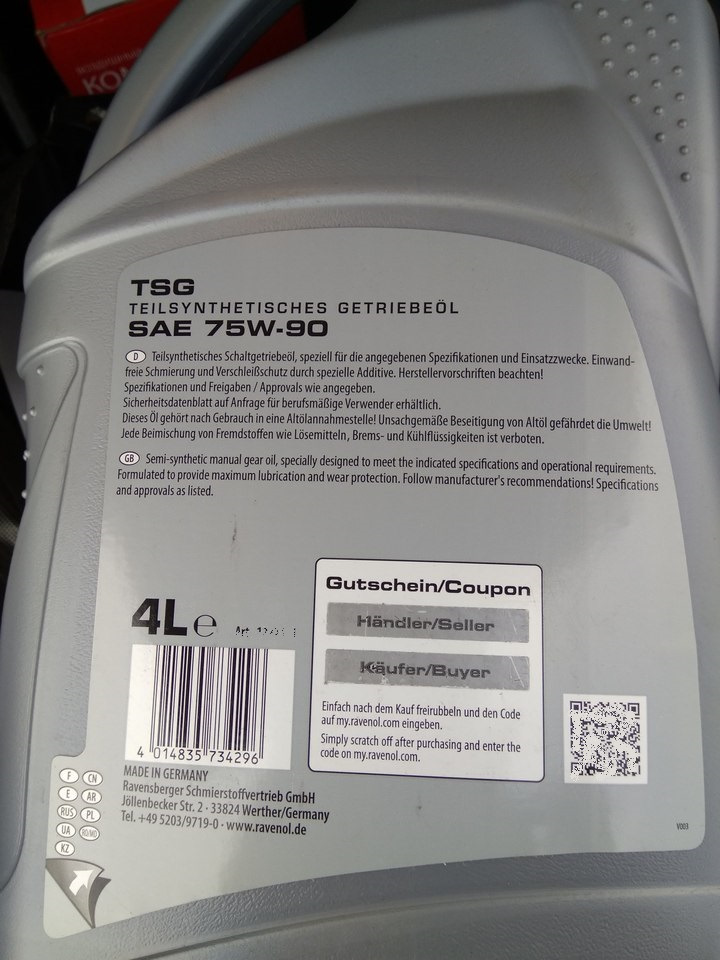 КО
TSG
TEILSYNTHETISCHES GETRIEBEÖL
SAE 75W-90
D Teilsynthetisches Schaltgetriebeöl, speziell für die angegebenen Spezifikationen und Einsatzzwecke. Einwand-
freie Schmierung und Verschleißschutz durch spezielle Additive. Herstellervorschriften beachten!
Spezifikationen und Freigaben / Approvals wie angegeben.
Sicherheitsdatenblatt auf Anfrage für berufsmäßige Verwender erhältlich.
Dieses Öl gehört nach Gebrauch in eine Altölannahmestelle! Unsachgemäße Beseitigung von Altöl gefährdet die Umwelt!
Jede Beimischung von Fremdstoffen wie Lösemitteln, Brems- und Kühlflüssigkeiten ist verboten.
GB Semi-synthetic manual gear oil, specially designed to meet the indicated specifications and operational requirements.
Formulated to provide maximum lubrication and wear protection. Follow manufacturer's recommendations! Specifications
and approvals as listed.
4L e Art.
4 014835 734296
Gutschein/Coupon
Händler/Seller
Käufer/Buyer
Einfach nach dem Kauf freirubbeln und den Code
auf my.ravenol.com eingeben.
Simply scratch off after purchasing and enter the
code on my.ravenol.com.
MADE IN GERMANY
Ravensberger Schmierstoffvertrieb GmbH
Jöllenbecker Str. 2 · 33824 Werther/Germany
Tel. +49 5203/9719-0 · www.ravenol.de
F CN
E AR
RUS PL
UA RO/MD
KZ
V003